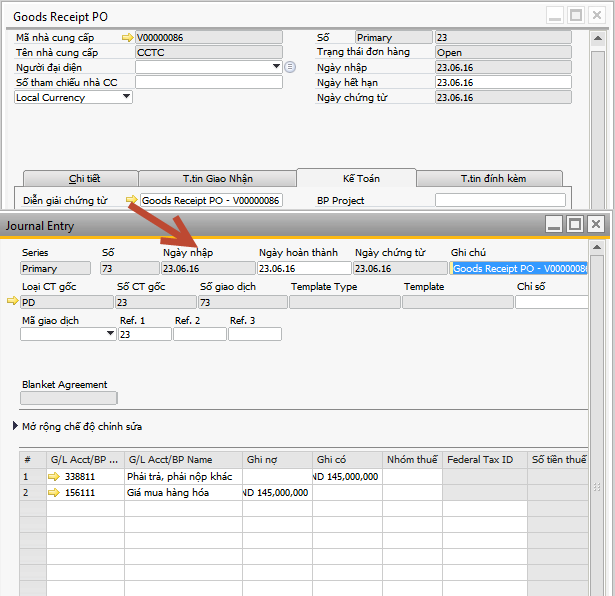 Goods Receipt PO
Mã nhà cung cấp V00000086 Số Primary 23
Tên nhà cung cấp CCTC Trạng thái đơn hàng Open
Người đại diện Ngày nhập 23.06.16
Số tham chiếu nhà CC Ngày hết hạn 23.06.16
Local Currency Ngày chứng từ 23.06.16
Chi tiết T.tin Giao Nhận Kế Toán T.tin đính kèm
Diễn giải chứng từ Goods Receipt PO - V00000086 BP Project
Journal Entry
Series Số Ngày nhập Ngày hoàn thành Ngày chứng từ Ghi chú
Primary 73 23.06.16 23.06.16 23.06.16 Goods Receipt PO - V00000086
Loại CT gốc Số CT gốc Số giao dịch Template Type Template Chỉ số
PD 23 73
Mã giao dịch Ref. 1 Ref. 2 Ref. 3
23
Blanket Agreement
Mở rộng chế độ chỉnh sửa
# G/L Acct/BP ... G/L Acct/BP Name Ghi nợ Ghi có Nhóm thuế Federal Tax ID Số tiền thuế
1 338811 Phải trả, phải nộp khác ND 145,000,000
2 156111 Giá mua hàng hóa ND 145,000,000